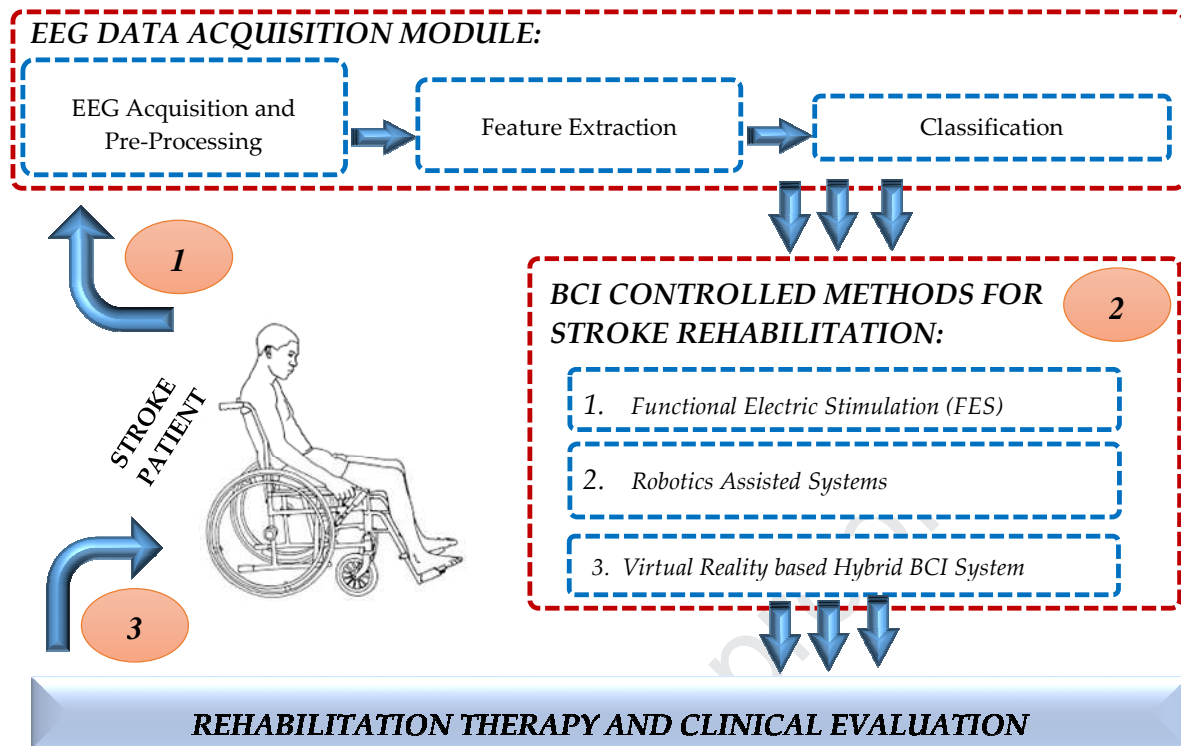 EEG DATA ACQUISITION MODULE:
EEG Acquisition and
Pre-Processing
Feature Extraction
Classification
1
BCI CONTROLLED METHODS FOR
STROKE REHABILITATION:
2
1. Functional Electric Stimulation (FES)
2. Robotics Assisted Systems
3. Virtual Reality based Hybrid BCI System
STROKE
PATIENT
3
REHABILITATION THERAPY AND CLINICAL EVALUATION